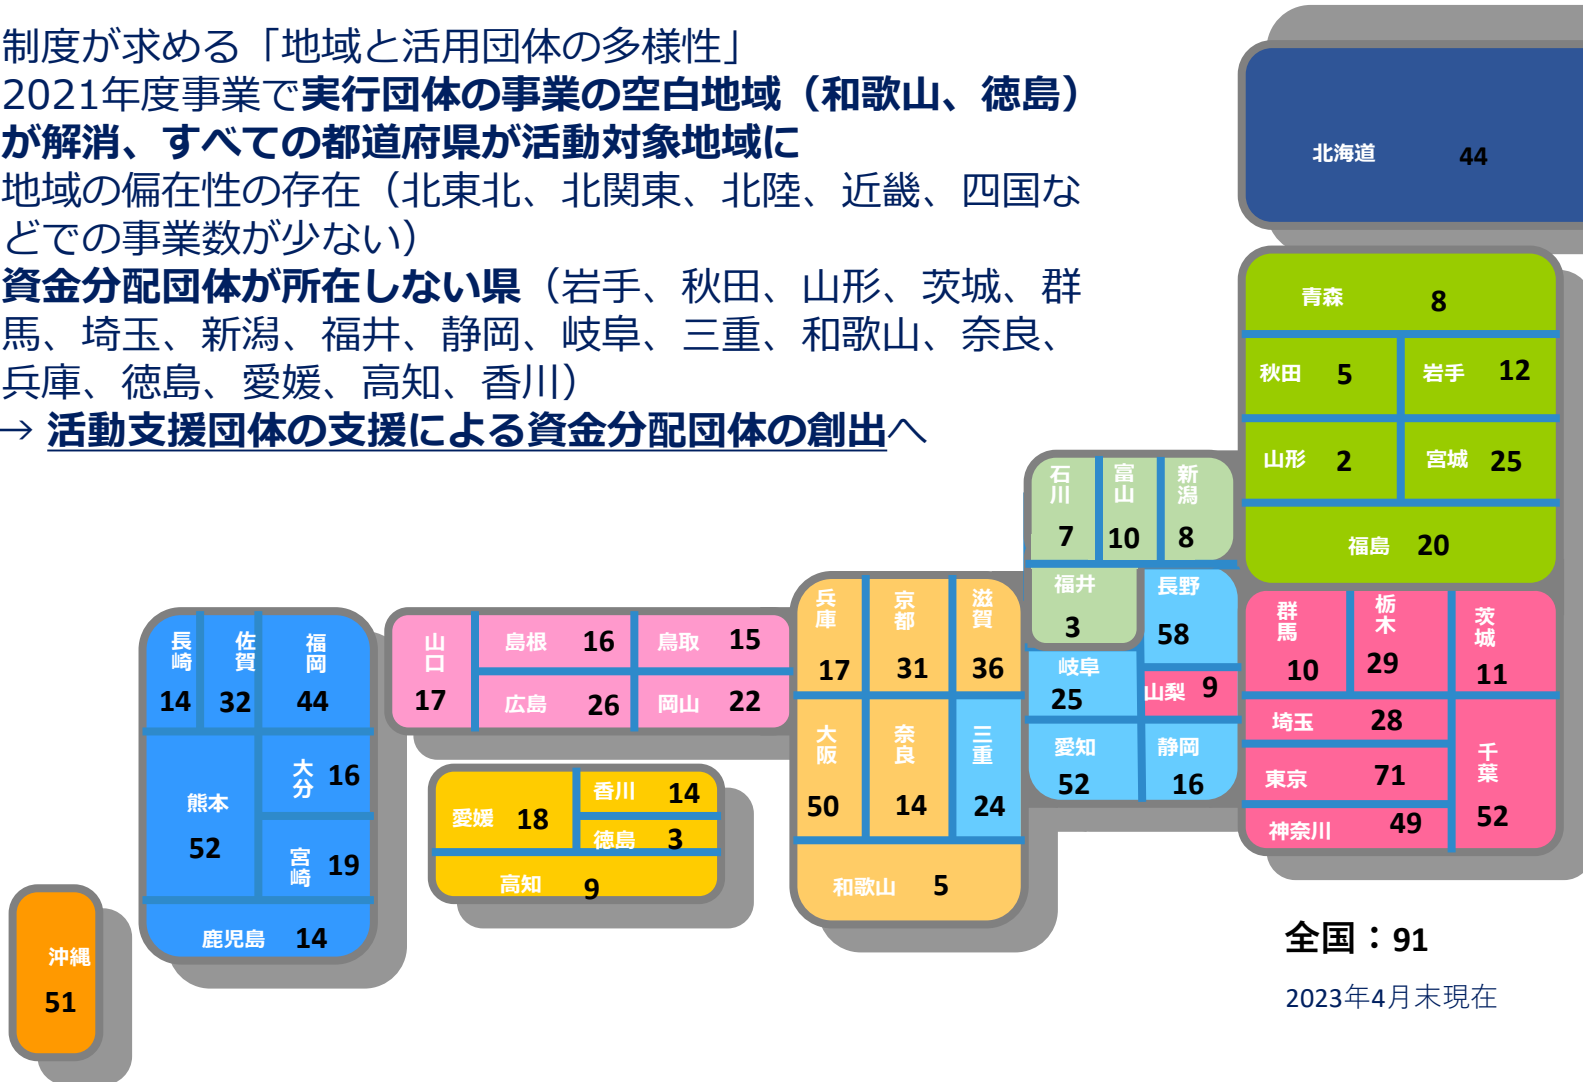 制度が求める「地域と活用団体の多様性」
2021年度事業で実行団体の事業の空白地域（和歌山、徳島）
が解消、すべての都道府県が活動対象地域に
地域の偏在性の存在（北東北、北関東、北陸、近畿、四国な
どでの事業数が少ない）
資金分配団体が所在しない県（岩手、秋田、山形、茨城、群
馬、埼玉、新潟、福井、静岡、岐阜、三重、和歌山、奈良、
兵庫、徳島、愛媛、高知、香川）
→ 活動支援団体の支援による資金分配団体の創出へ
北海道 44
青森 8
秋田 5
岩手 12
山形 2
宮城 25
福島 20
石川 7
富山 10
新潟 8
福井 3
長野 58
岐阜 25
山梨 9
愛知 52
静岡 16
群馬 10
栃木 29
茨城 11
埼玉 28
東京 71
神奈川 49
千葉 52
兵庫 17
京都 31
滋賀 36
大阪 50
奈良 14
三重 24
和歌山 5
山口 17
島根 16
鳥取 15
広島 26
岡山 22
愛媛 18
香川 14
徳島 3
高知 9
長崎 14
佐賀 32
福岡 44
熊本 52
大分 16
宮崎 19
鹿児島 14
沖縄 51
全国：91
2023年4月末現在